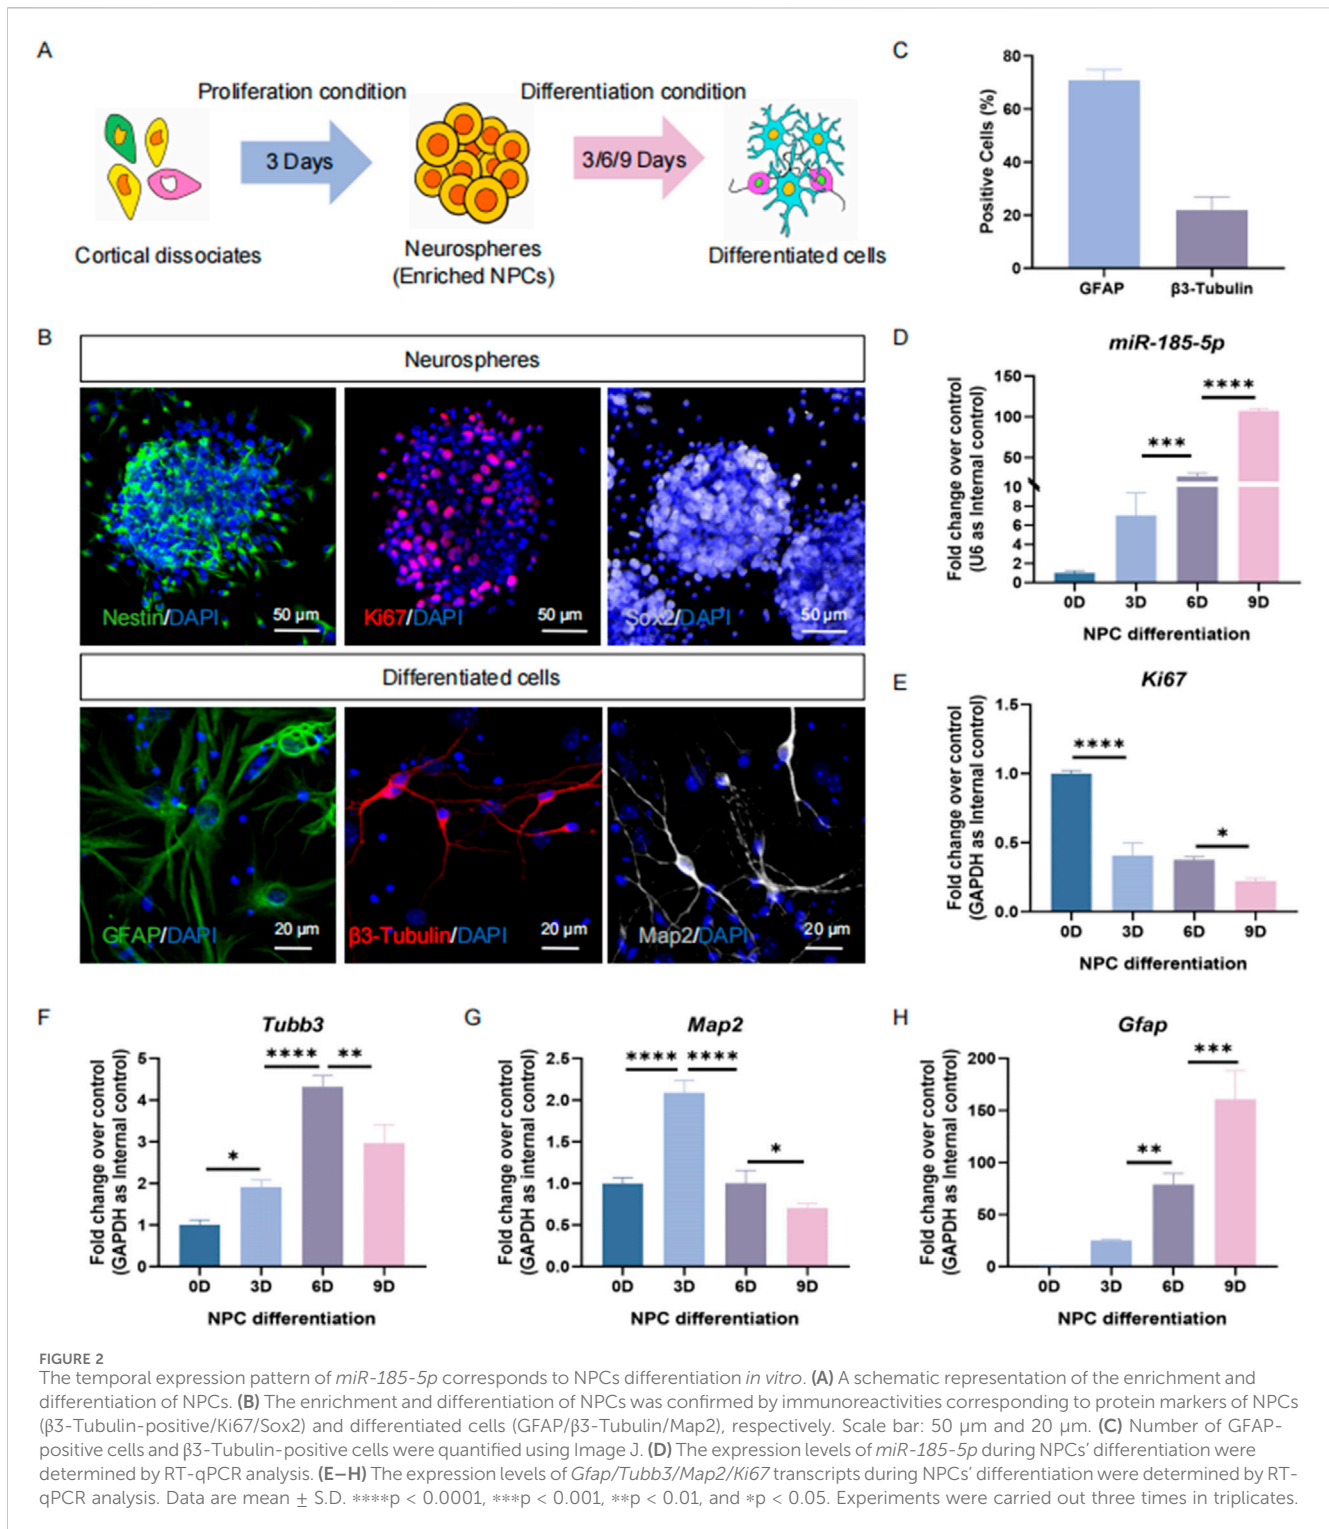 A
Proliferation condition
Differentiation condition
3 Days
3/6/9 Days
Cortical dissociates
Neurospheres
(Enriched NPCs)
Differentiated cells
C
Positive Cells (%)
80
60
40
20
0
GFAP
β3-Tubulin
B
Neurospheres
Nestin/DAPI
50 μm
Ki67/DAPI
50 μm
Sox2/DAPI
50 μm
Differentiated cells
GFAP/DAPI
20 μm
β3-Tubulin/DAPI
20 μm
Map2/DAPI
20 μm
D
miR-185-5p
Fold change over control
(U6 as Internal control)
150
100
50
10
8
6
4
2
0
***
****
0D 3D 6D 9D
NPC differentiation
E
Ki67
Fold change over control
(GAPDH as Internal control)
1.5
1.0
0.5
0.0
****
*
0D 3D 6D 9D
NPC differentiation
F
Tubb3
Fold change over control
(GAPDH as Internal control)
5
4
3
2
1
0
*
****
**
0D 3D 6D 9D
NPC differentiation
G
Map2
Fold change over control
(GAPDH as Internal control)
2.5
2.0
1.5
1.0
0.5
0.0
****
****
*
0D 3D 6D 9D
NPC differentiation
H
Gfap
Fold change over control
(GAPDH as Internal control)
200
150
100
50
0
**
***
0D 3D 6D 9D
NPC differentiation
FIGURE 2
The temporal expression pattern of miR-185-5p corresponds to NPCs differentiation in vitro. (A) A schematic representation of the enrichment and
differentiation of NPCs. (B) The enrichment and differentiation of NPCs was confirmed by immunoreactivities corresponding to protein markers of NPCs
(β3-Tubulin-positive/Ki67/Sox2) and differentiated cells (GFAP/β3-Tubulin/Map2), respectively. Scale bar: 50 μm and 20 μm. (C) Number of GFAP-
positive cells and β3-Tubulin-positive cells were quantified using Image J. (D) The expression levels of miR-185-5p during NPCs' differentiation were
determined by RT-qPCR analysis. (E–H) The expression levels of Gfap/Tubb3/Map2/Ki67 transcripts during NPCs' differentiation were determined by RT-
qPCR analysis. Data are mean ± S.D. ****p < 0.0001, ***p < 0.001, **p < 0.01, and *p < 0.05. Experiments were carried out three times in triplicates.